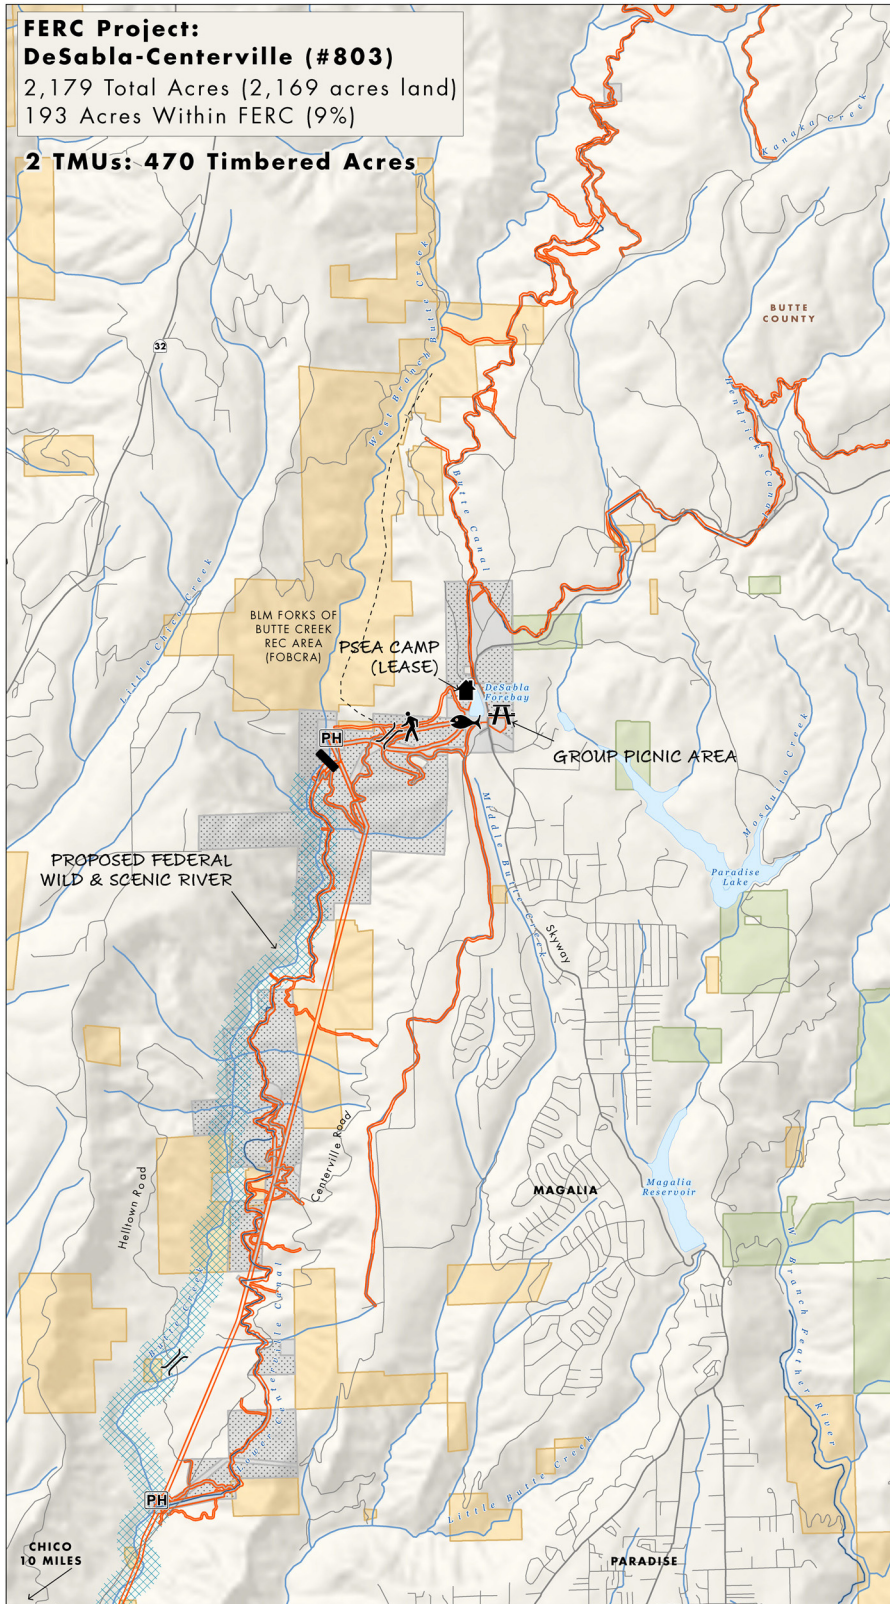 FERC Project:
DeSabla-Centerville (#803)
2,179 Total Acres (2,169 acres land)
193 Acres Within FERC (9%)
2 TMUs: 470 Timbered Acres
Kanaka Creek
BUTTE
COUNTY
32
West Branch Butte Creek
Hendricks Canal
Butte Canal
Little Chico Creek
BLM FORKS OF
BUTTE CREEK
REC AREA
(FOBCRA)
PSEA CAMP
(LEASE)
DeSabla
Forebay
PH
GROUP PICNIC AREA
Mosquito Creek
Middle Butte Creek
PROPOSED FEDERAL
WILD & SCENIC RIVER
Paradise
Lake
Skyway
Centerville Road
Helltown Road
MAGALIA
Magalia
Reservoir
Butte Creek
Lower Centerville Canal
W Branch Feather River
Little Butte Creek
PH
CHICO
10 MILES
PARADISE